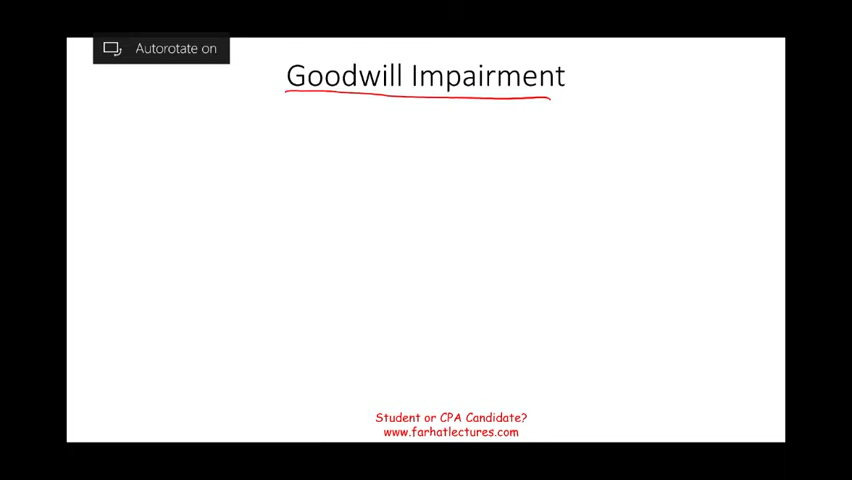 Autorotate on
Goodwill Impairment
Student or CPA Candidate?
www.farhatlectures.com